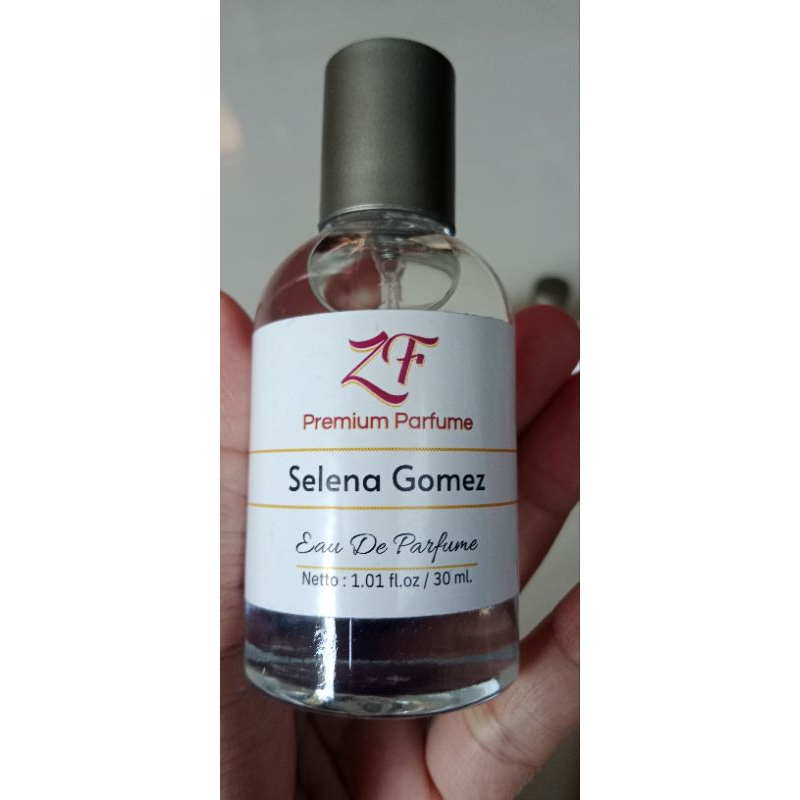 ZF
Premium Parfume
Selena Gomez
Eau De Parfume
Netto : 1.01 fl.oz / 30 ml.